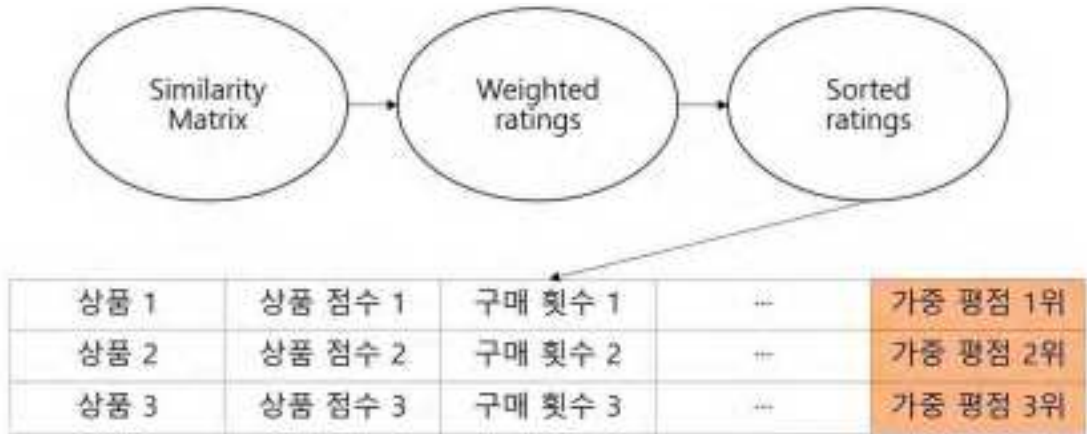 Similarity
Matrix
Weighted
ratings
Sorted
ratings
상품 1 상품 점수 1 구매 횟수 1 ... 가중 평점 1위
상품 2 상품 점수 2 구매 횟수 2 ... 가중 평점 2위
상품 3 상품 점수 3 구매 횟수 3 ... 가중 평점 3위